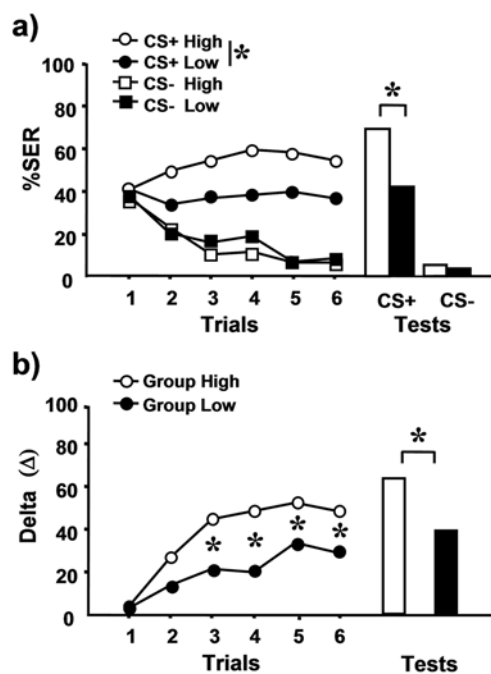 a)
CS+ High
CS+ Low
*
CS- High
CS- Low
100
80
60
40
20
0
%SER
1 2 3 4 5 6
Trials
*
CS+ CS-
Tests
b)
Group High
Group Low
100
80
60
40
20
0
Delta (Δ)
* * * *
1 2 3 4 5 6
Trials
*
Tests